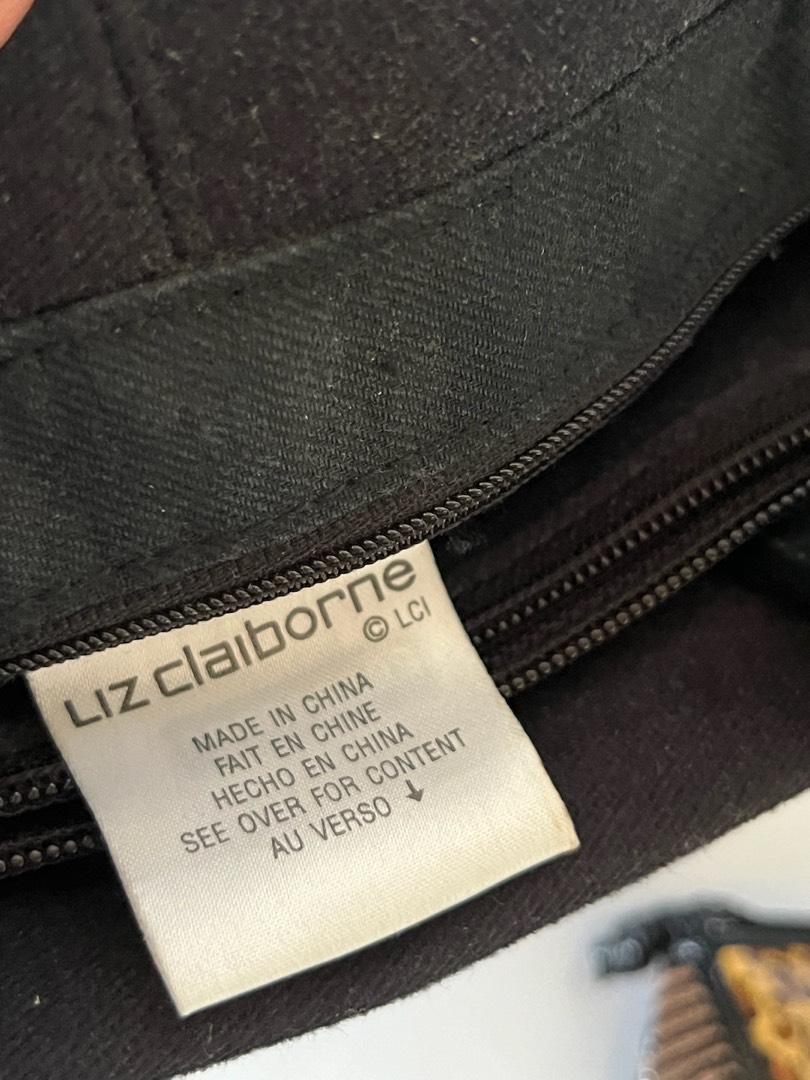 Liz claiborne
© LCI
MADE IN CHINA
FAIT EN CHINE
HECHO EN CHINA
SEE OVER FOR CONTENT
AU VERSO ↓